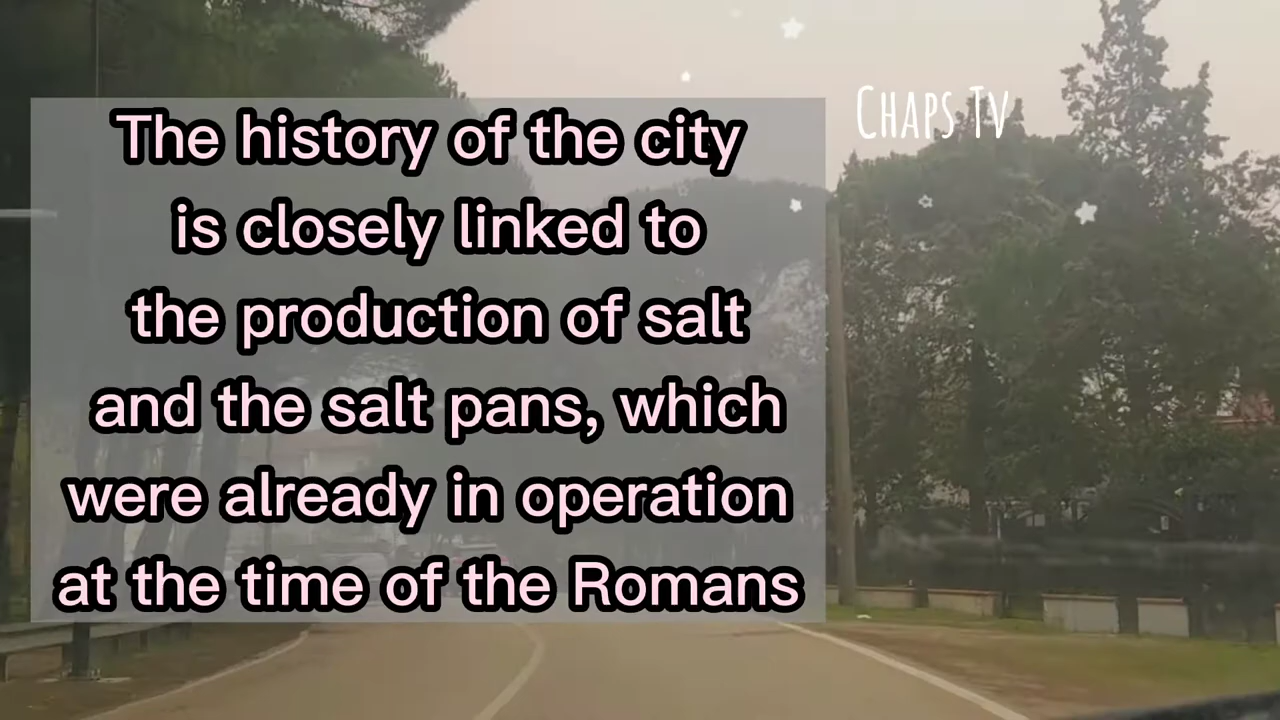 The history of the city
is closely linked to
the production of salt
and the salt pans, which
were already in operation
at the time of the Romans
CHAPS TV